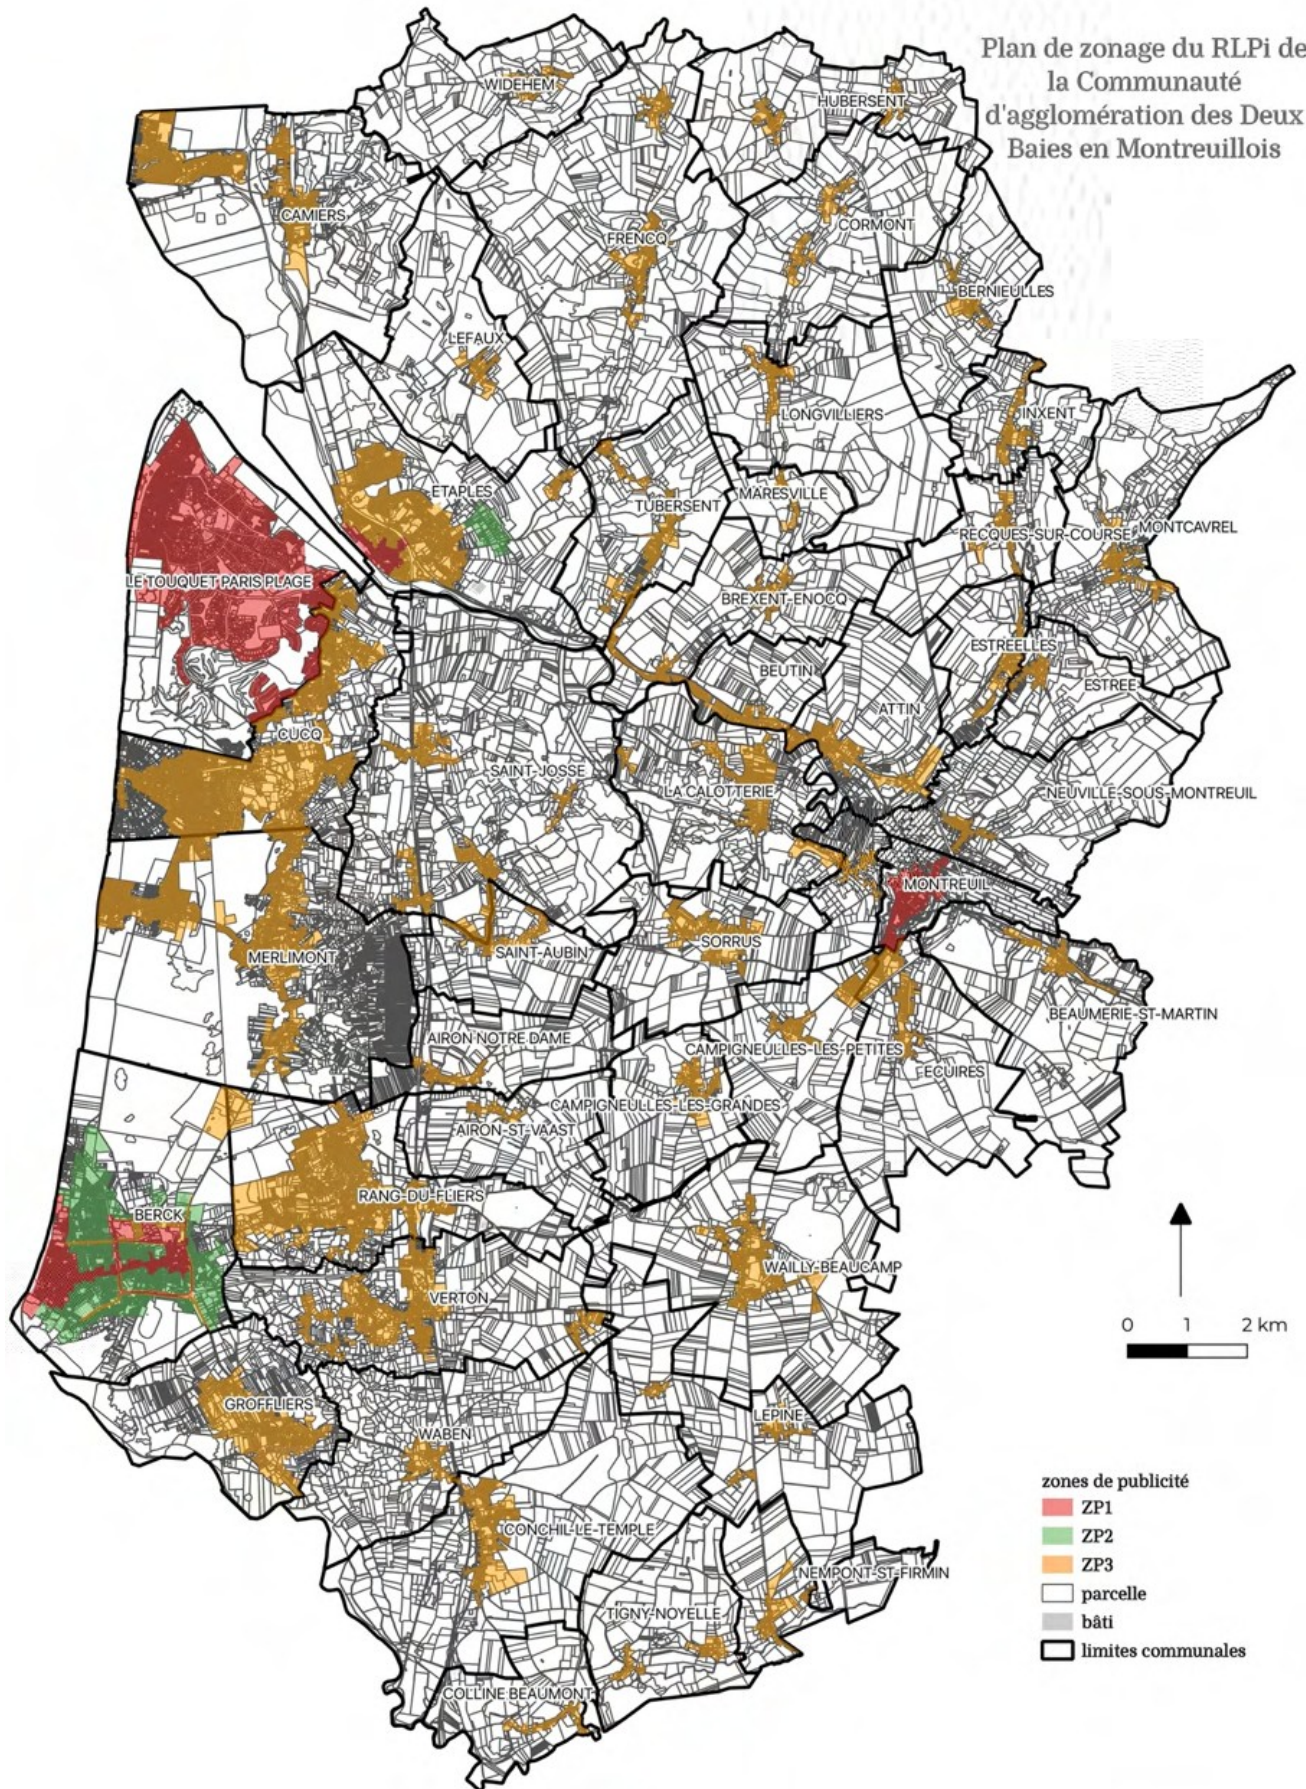 Plan de zonage du RLPi de
la Communauté
d'agglomération des Deux
Baies en Montreuillois
WIDEHEM
HUBERSENT
CAMIERS
FRENCQ
CORMONT
BERNIEULLES
LEFAUX
LONGVILLIERS
INXENT
ETAPLES
TUBERSENT
MARESVILLE
RECQUES-SUR-COURSE
MONTCAVREL
LE TOUQUET PARIS PLAGE
BREXENT-ENOCQ
ESTREELLES
BEUTIN
ESTREE
ATTIN
CUCQ
SAINT-JOSSE
LA CALOTTERIE
NEUVILLE-SOUS-MONTREUIL
MONTREUIL
SORRUS
MERLIMONT
SAINT-AUBIN
BEAUMERIE-ST-MARTIN
AIRON NOTRE DAME
CAMPIGNEULLES-LES-PETITES
ECUIRES
CAMPIGNEULLES-LES-GRANDES
AIRON-ST-VAAST
RANG-DU-FLIERS
BERCK
WAILLY-BEAUCAMP
VERTON
0 1 2 km
GROFFLIERS
LEPINE
WABEN
CONCHIL-LE-TEMPLE
NEMPONT-ST-FIRMIN
TIGNY-NOYELLE
COLLINE BEAUMONT
zones de publicité
ZP1
ZP2
ZP3
parcelle
bâti
limites communales